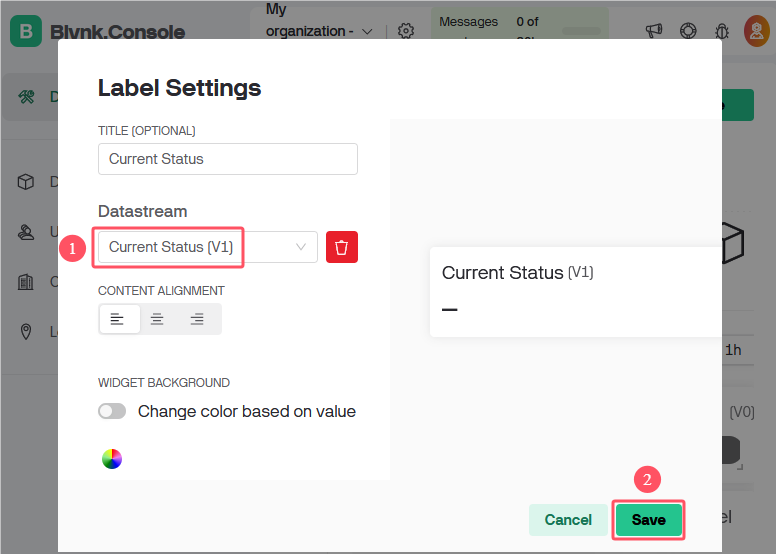 B Blynk.Console
My
organization -
Messages 0 of
Label Settings
TITLE (OPTIONAL)
Current Status
Datastream
1
Current Status (V1)
CONTENT ALIGNMENT
WIDGET BACKGROUND
Change color based on value
Current Status (V1)
–
1h
(V0)
2
Cancel
Save